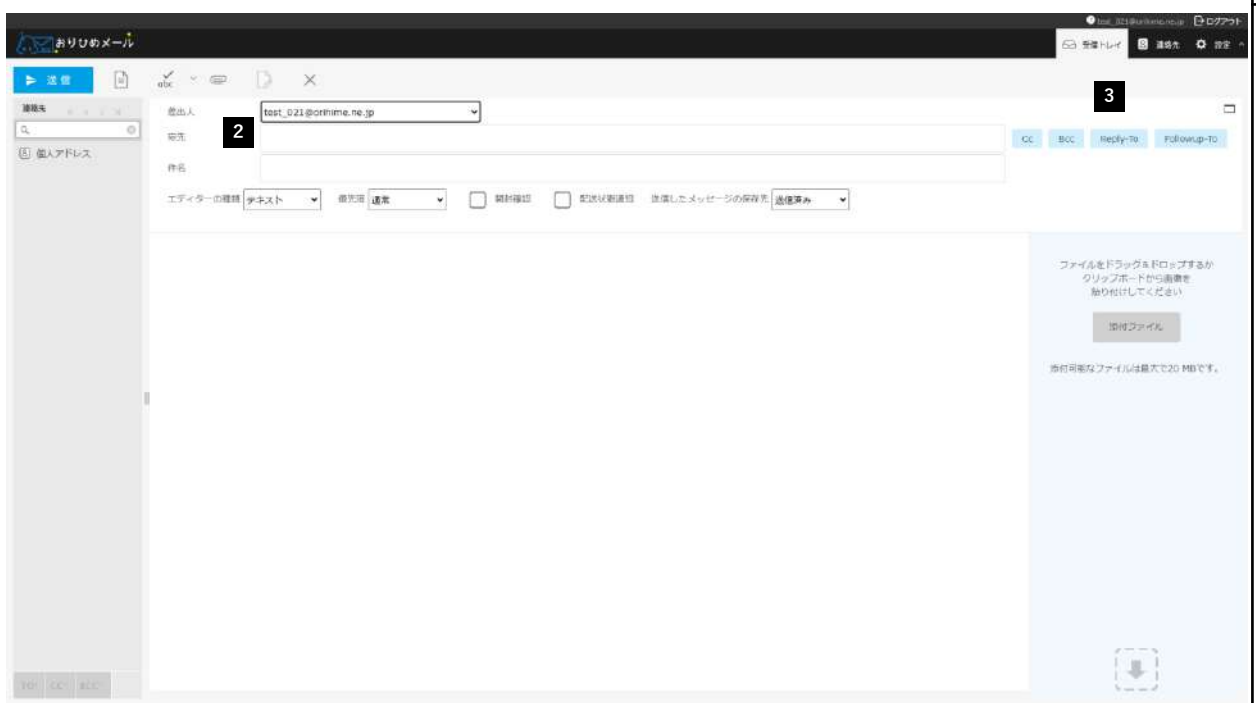 test_021@orihime.ne.jp ログアウト
おりひめメール
受信トレイ 連絡先 設定
送信
abc
連絡先
個人アドレス
差出人 test_021@orihime.ne.jp
3
2
宛先 CC Bcc Reply-To Followup-To
件名
エディターの種類 テキスト 優先度 通常 開封確認 配送状態通知 送信したメッセージの保存先 送信済み
ファイルをドラッグ&ドロップするか
クリップボードから画像を
貼り付けしてください
添付ファイル
添付可能なファイルは最大で20 MBです。
TO+ CC+ BCC+